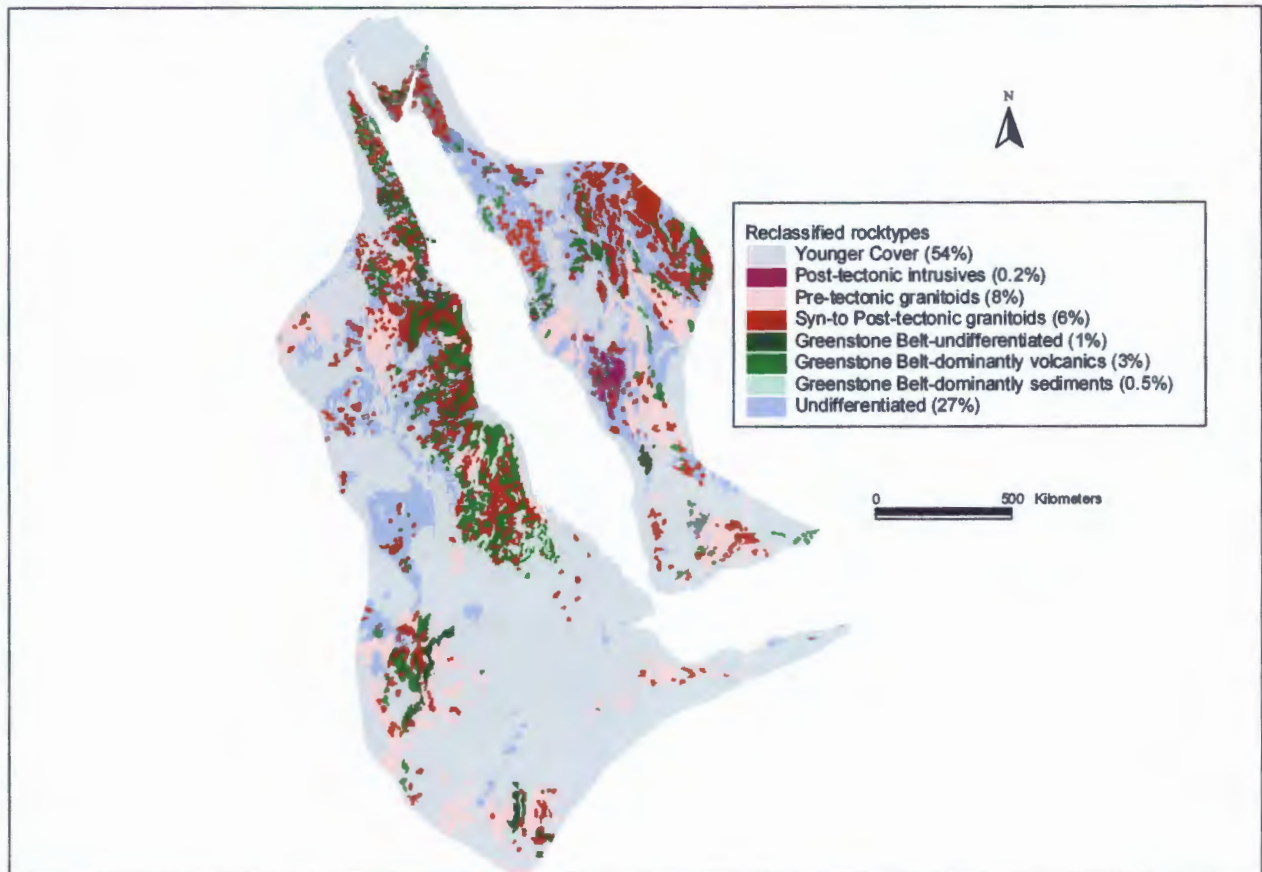 N
Reclassified rocktypes
Younger Cover (54%)
Post-tectonic intrusives (0.2%)
Pre-tectonic granitoids (8%)
Syn-to Post-tectonic granitoids (6%)
Greenstone Belt-undifferentiated (1%)
Greenstone Belt-dominantly volcanics (3%)
Greenstone Belt-dominantly sediments (0.5%)
Undifferentiated (27%)
0 500 Kilometers